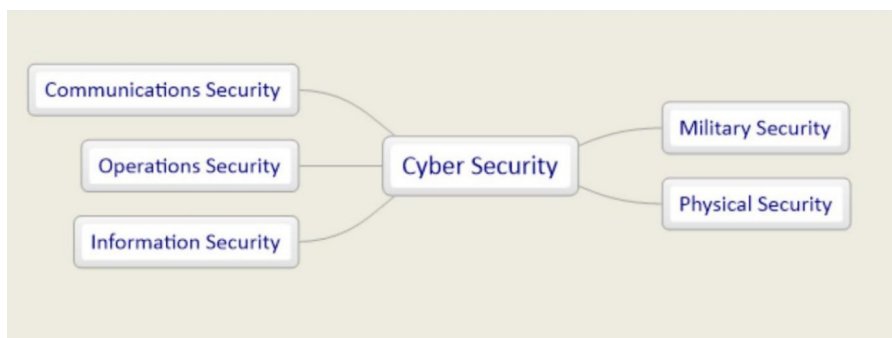 Communications Security
Operations Security
Information Security
Cyber Security
Military Security
Physical Security